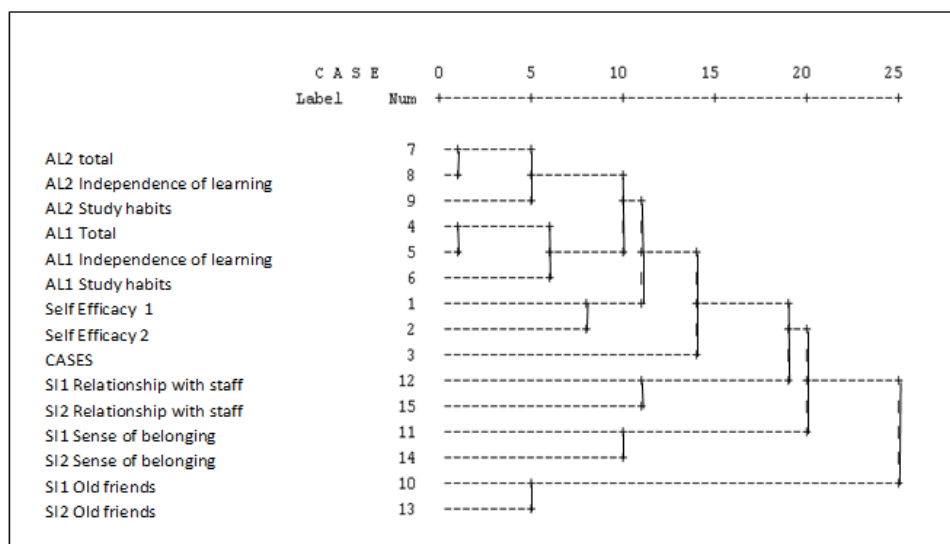 C A S E 0 5 10 15 20 25
Label Num +---------+---------+---------+---------+---------+
AL2 total 7
AL2 Independence of learning 8
AL2 Study habits 9
AL1 Total 4
AL1 Independence of learning 5
AL1 Study habits 6
Self Efficacy 1 1
Self Efficacy 2 2
CASES 3
SI1 Relationship with staff 12
SI2 Relationship with staff 15
SI1 Sense of belonging 11
SI2 Sense of belonging 14
SI1 Old friends 10
SI2 Old friends 13